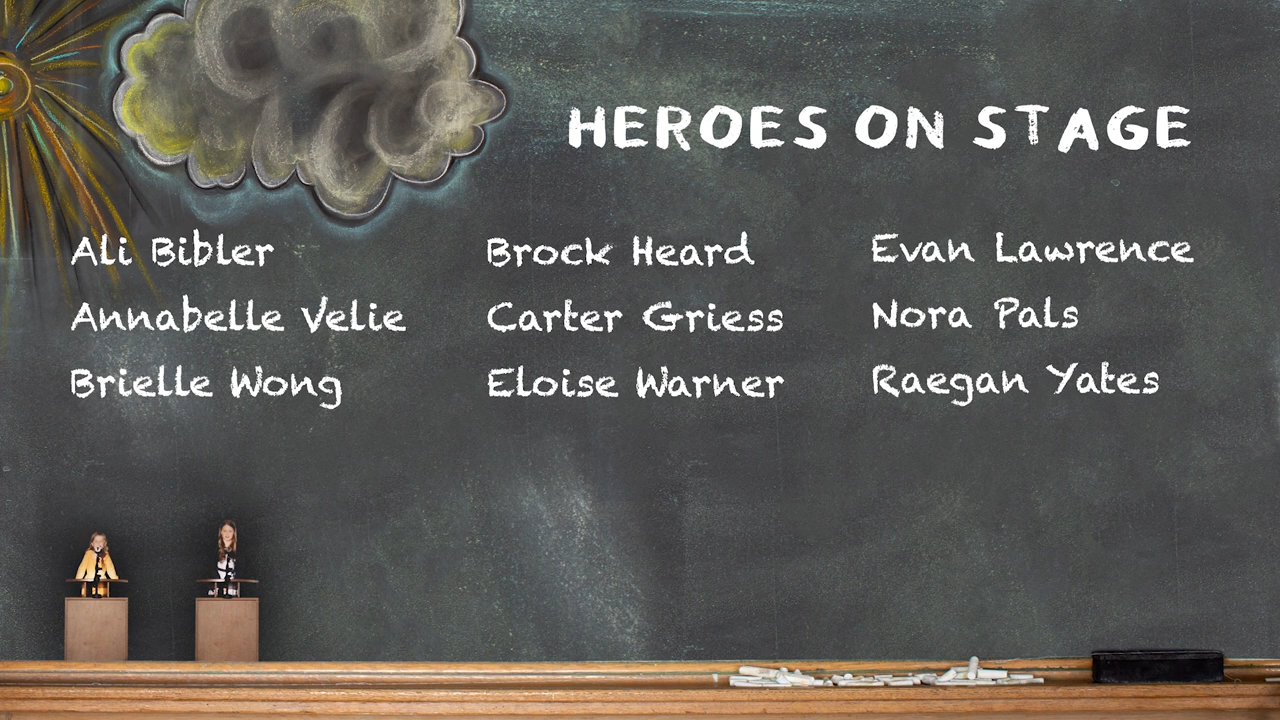 HEROES ON STAGE
Ali Bibler
Annabelle Velie
Brielle Wong
Brock Heard
Carter Griess
Eloise Warner
Evan Lawrence
Nora Pals
Raegan Yates